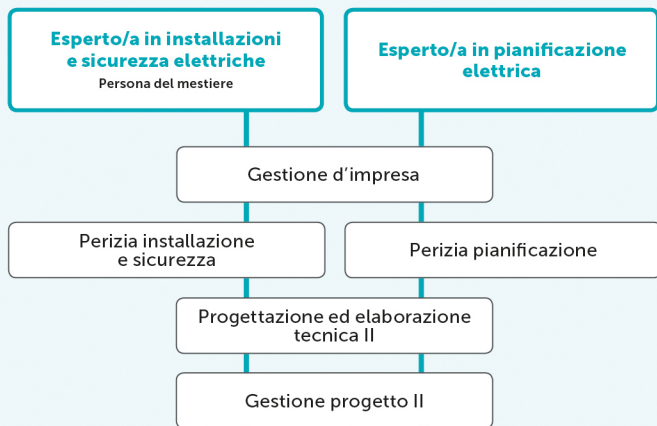 Esperto/a in installazioni
e sicurezza elettriche
Persona del mestiere
Esperto/a in pianificazione
elettrica
Gestione d’impresa
Perizia installazione
e sicurezza
Perizia pianificazione
Progettazione ed elaborazione
tecnica II
Gestione progetto II